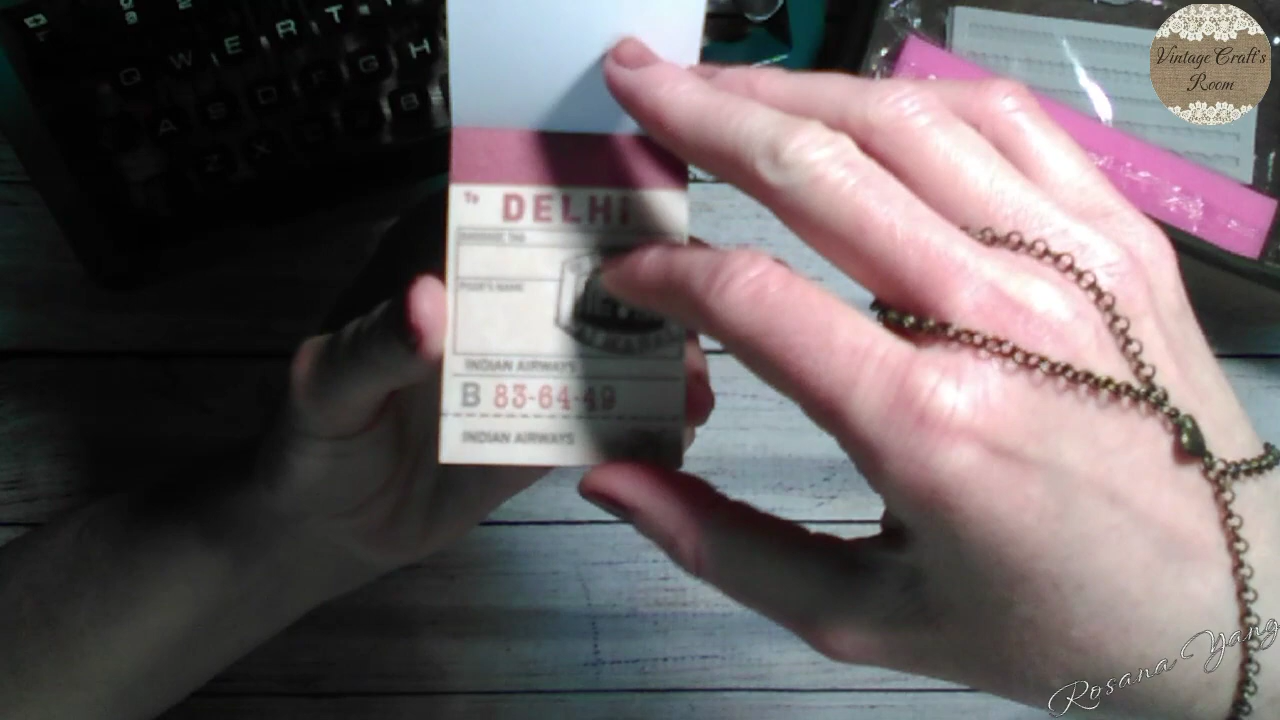 Q W E R T
A S D F G H
Z X
Vintage Craft's
Room
To DELHI
INDIAN AIRWAYS
B 83-64-49
INDIAN AIRWAYS
Rosana Yang